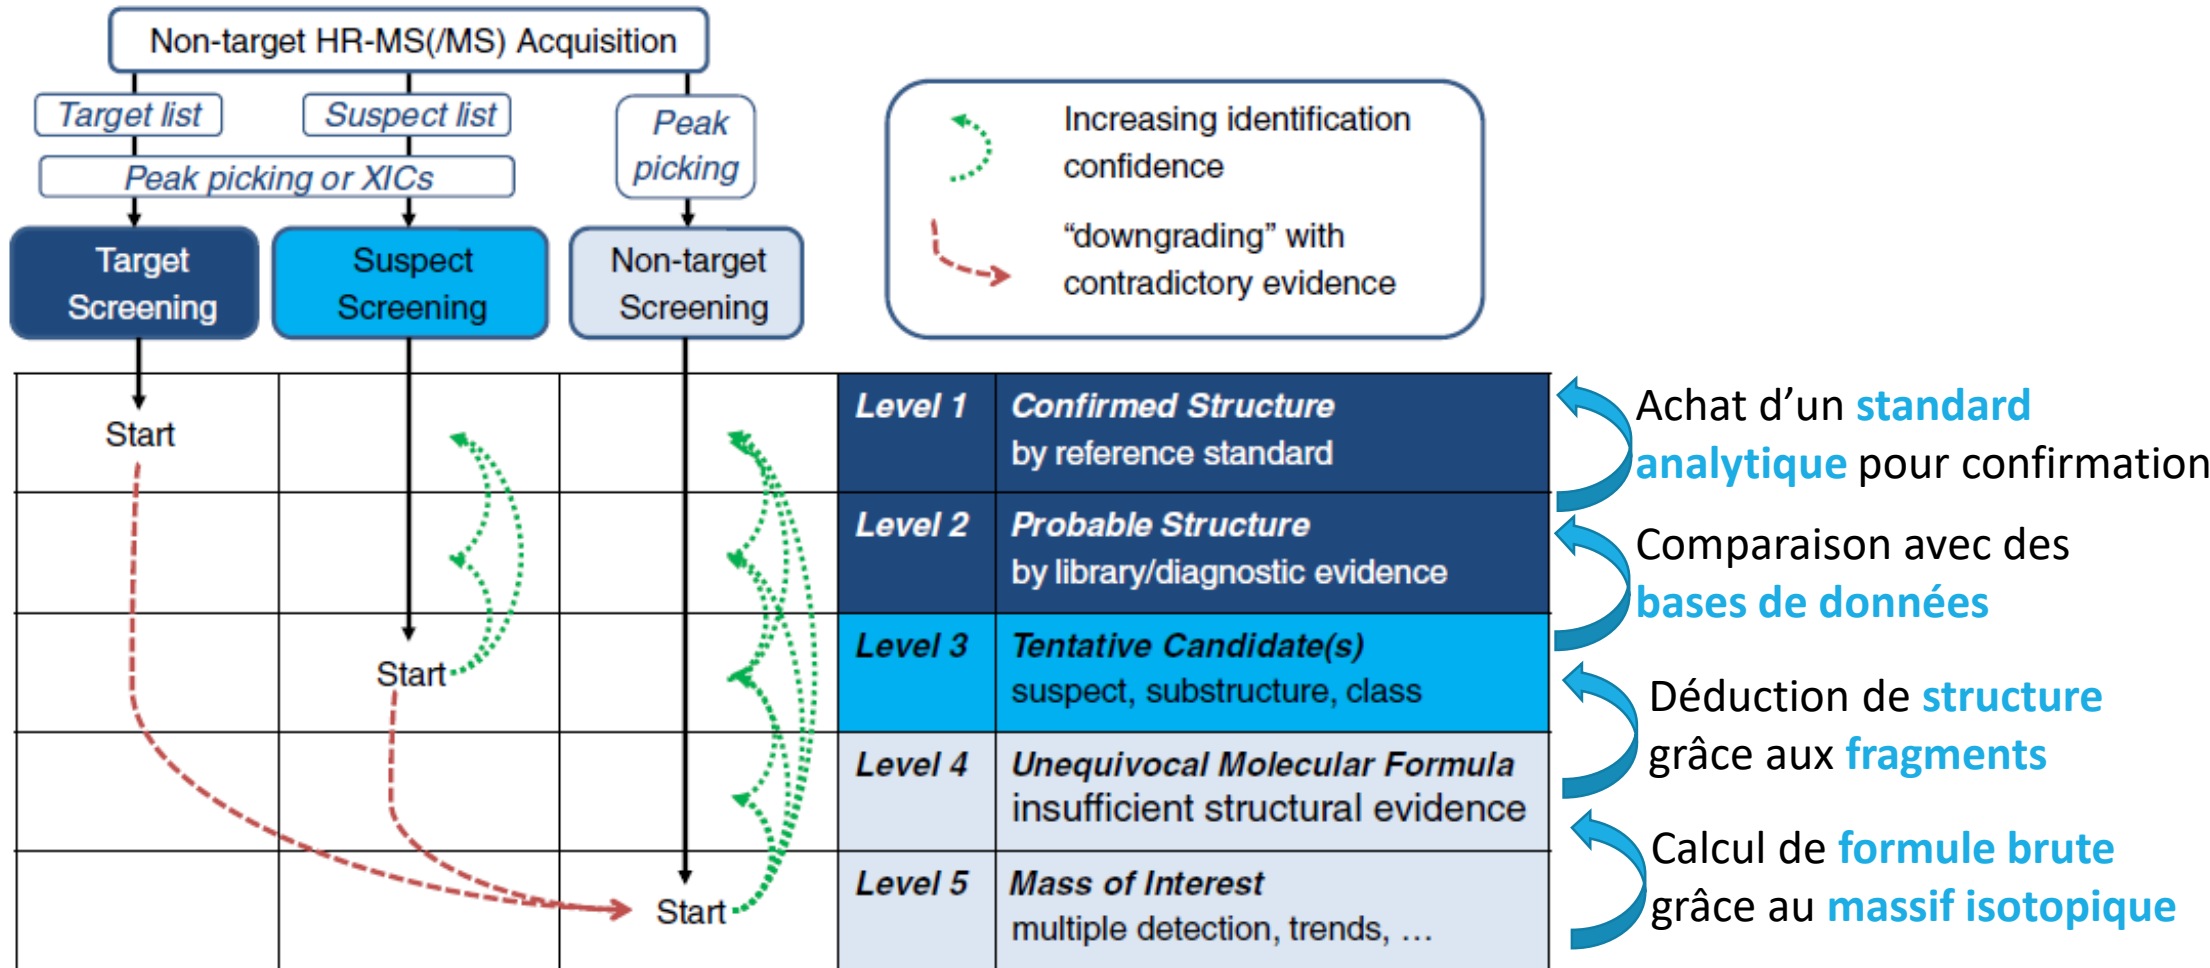 Non-target HR-MS(/MS) Acquisition
Target list
Suspect list
Peak
picking
Peak picking or XICs
Target
Screening
Suspect
Screening
Non-target
Screening
Increasing identification
confidence
“downgrading” with
contradictory evidence
Start
Start
Start
Level 1
Confirmed Structure
by reference standard
Level 2
Probable Structure
by library/diagnostic evidence
Level 3
Tentative Candidate(s)
suspect, substructure, class
Level 4
Unequivocal Molecular Formula
insufficient structural evidence
Level 5
Mass of Interest
multiple detection, trends, …
Achat d’un standard
analytique pour confirmation
Comparaison avec des
bases de données
Déduction de structure
grâce aux fragments
Calcul de formule brute
grâce au massif isotopique